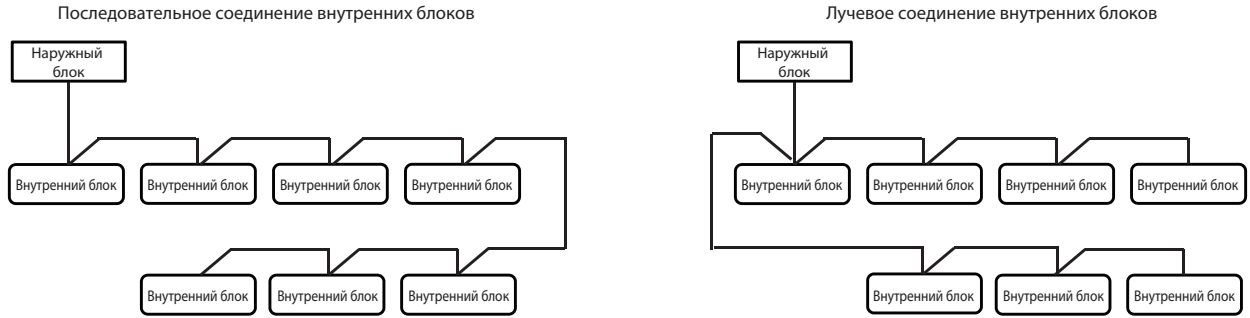 Последовательное соединение внутренних блоков
Наружный
блок
Внутренний блок
Внутренний блок
Внутренний блок
Внутренний блок
Внутренний блок
Внутренний блок
Внутренний блок
Лучевое соединение внутренних блоков
Наружный
блок
Внутренний блок
Внутренний блок
Внутренний блок
Внутренний блок
Внутренний блок
Внутренний блок
Внутренний блок